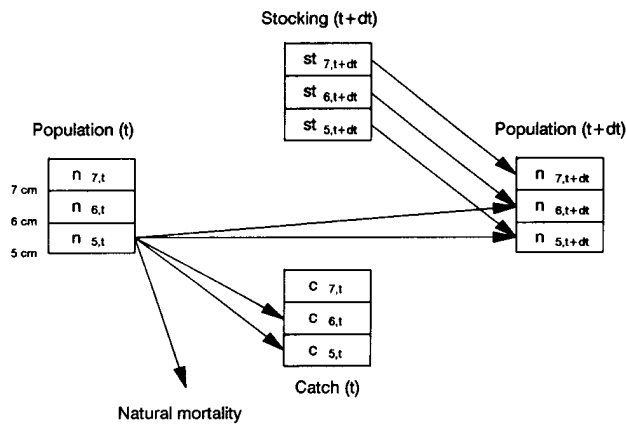 Stocking (t+dt)
st 7,t+dt
st 6,t+dt
st 5,t+dt
Population (t)
n 7,t
7 cm
n 6,t
6 cm
n 5,t
5 cm
Population (t+dt)
n 7,t+dt
n 6,t+dt
n 5,t+dt
c 7,t
c 6,t
c 5,t
Catch (t)
Natural mortality